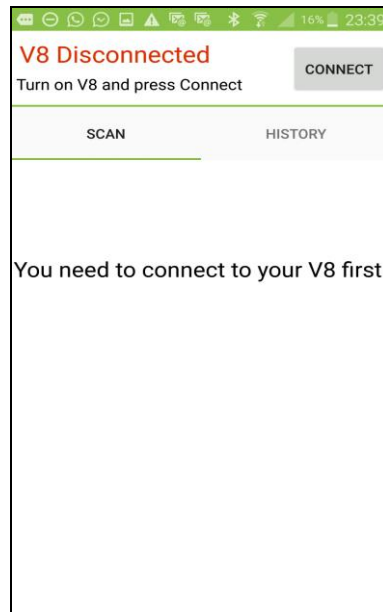 16% 23:39
V8 Disconnected
Turn on V8 and press Connect
CONNECT
SCAN HISTORY
You need to connect to your V8 first